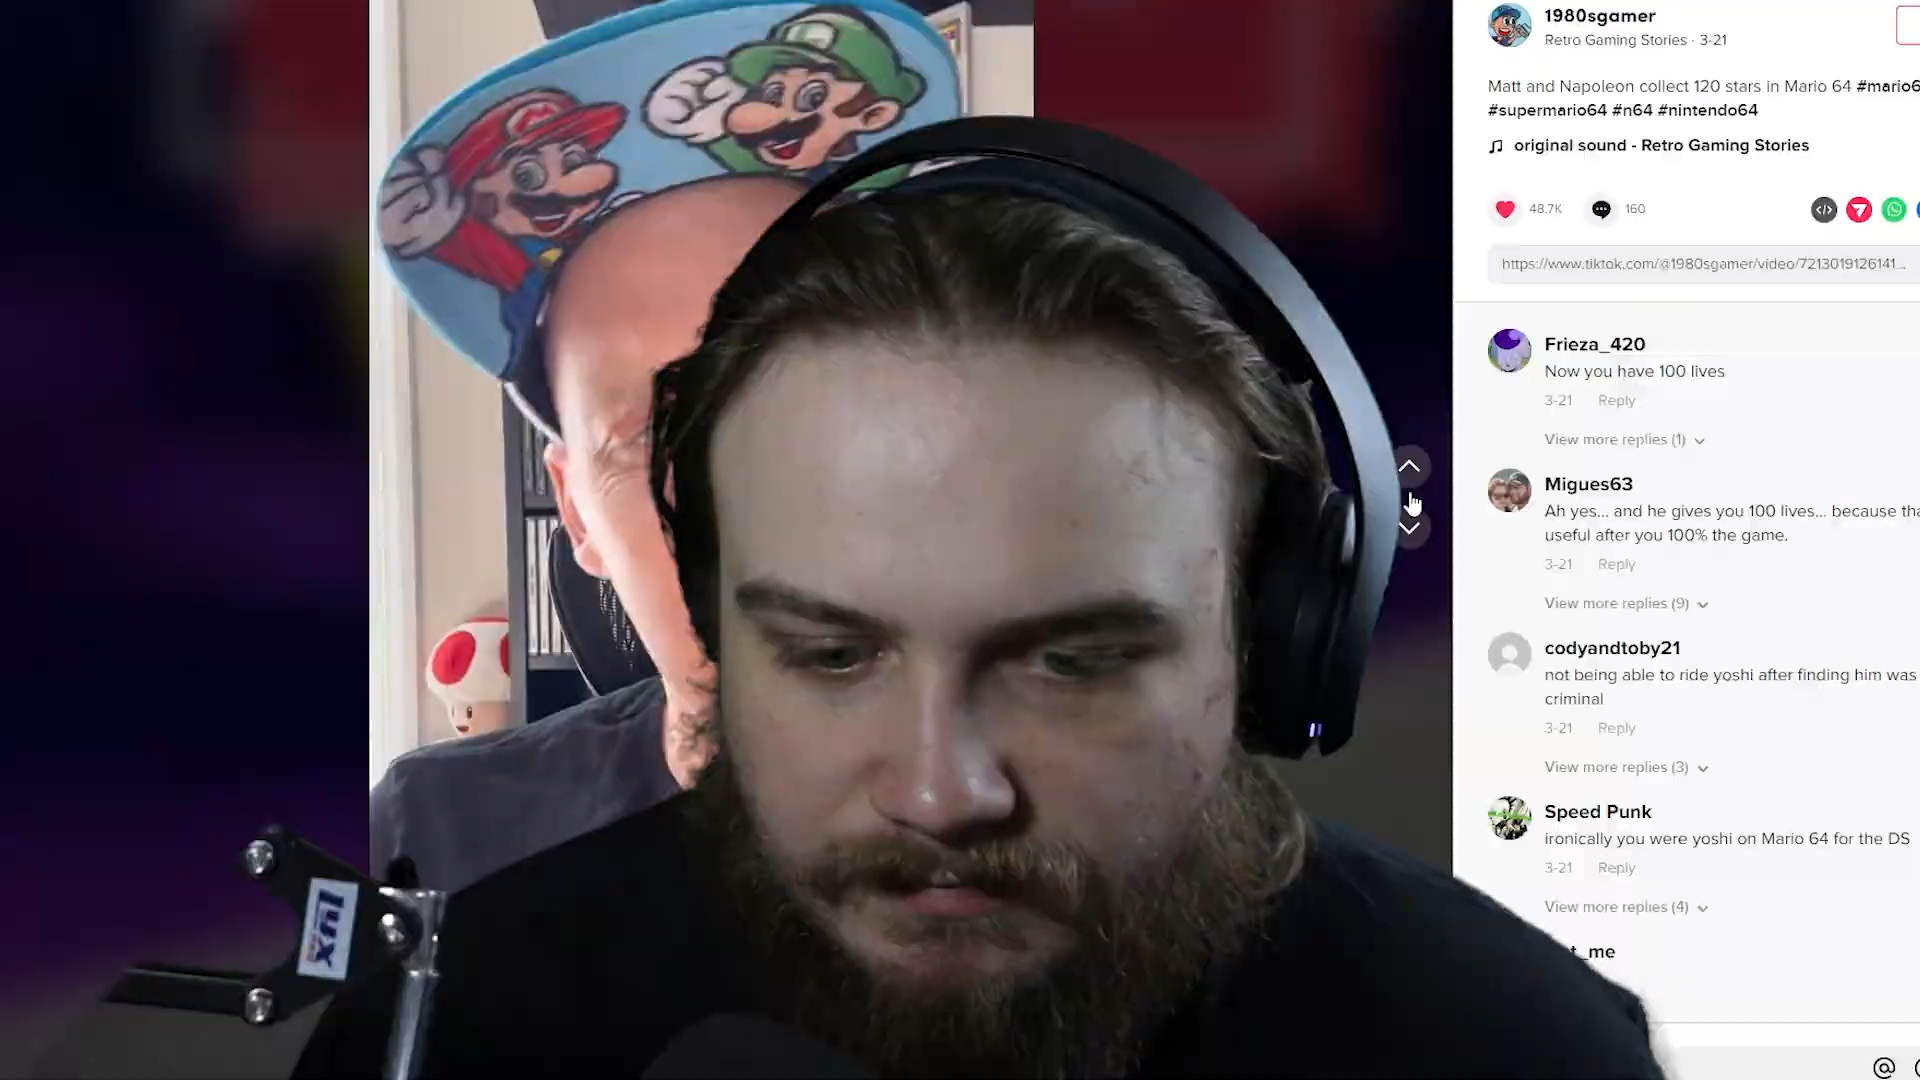 1980sgamer
Retro Gaming Stories · 3-21
Matt and Napoleon collect 120 stars in Mario 64 #mario6
#supermario64 #n64 #nintendo64
original sound - Retro Gaming Stories
48.7K
160
https://www.tiktok.com/@1980sgamer/video/7213019126141...
Frieza_420
Now you have 100 lives
3-21 Reply
View more replies (1)
Migues63
Ah yes... and he gives you 100 lives... because tha
useful after you 100% the game.
3-21 Reply
View more replies (9)
codyandtoby21
not being able to ride yoshi after finding him was
criminal
3-21 Reply
View more replies (3)
Speed Punk
ironically you were yoshi on Mario 64 for the DS
3-21 Reply
View more replies (4)
t_me
@